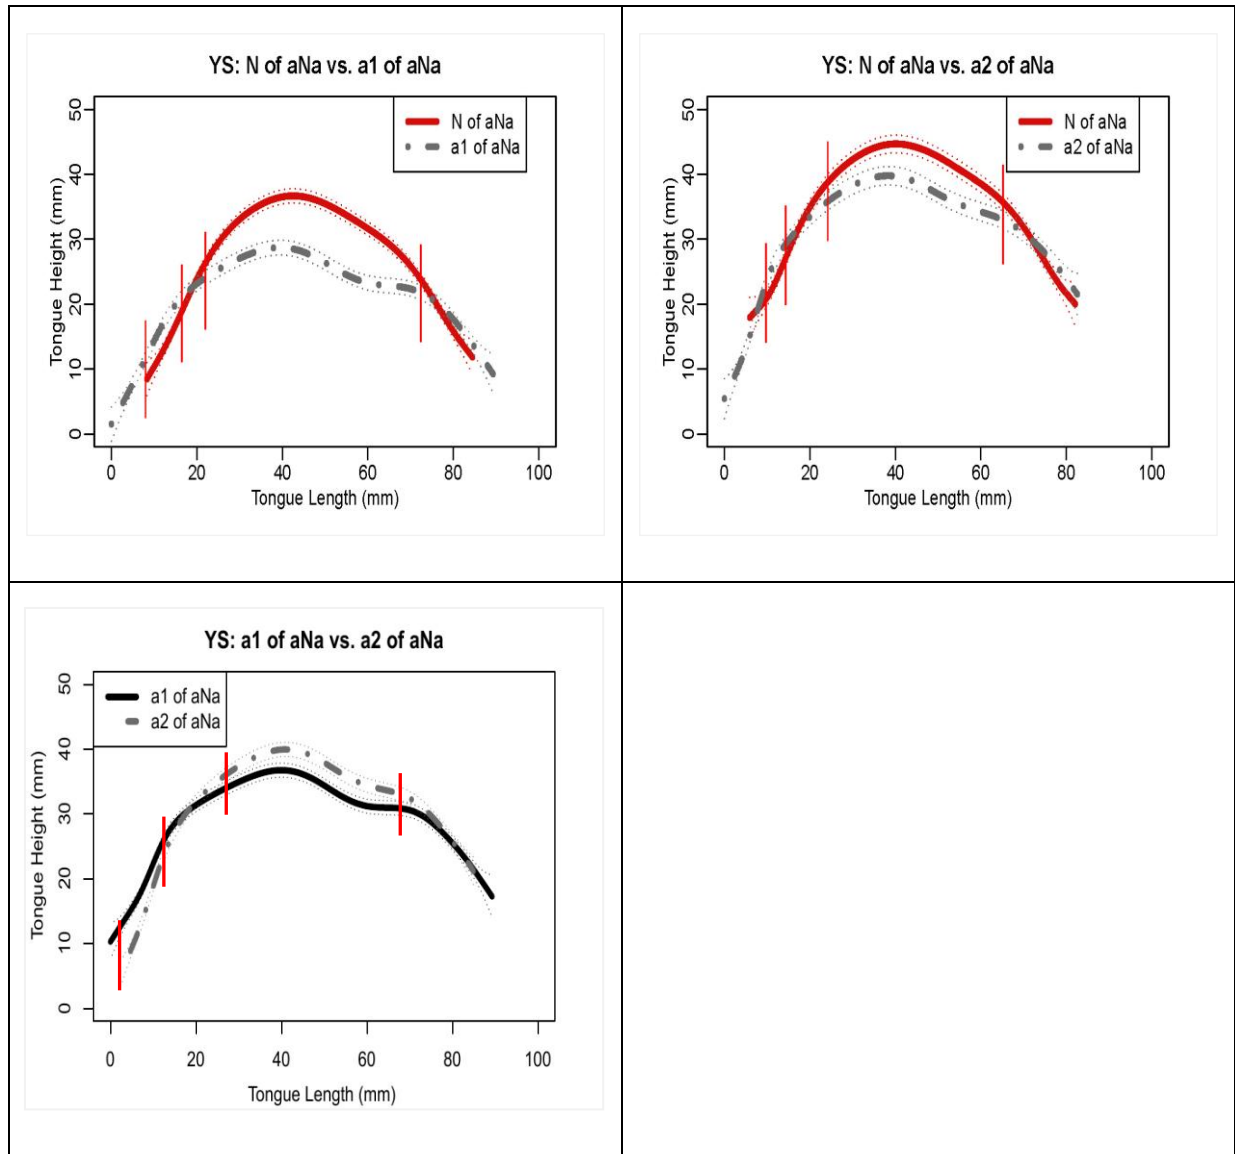 YS: N of aNa vs. a1 of aNa
N of aNa
a1 of aNa
50
40
30
20
10
0
Tongue Height (mm)
0 20 40 60 80 100
Tongue Length (mm)
YS: N of aNa vs. a2 of aNa
N of aNa
a2 of aNa
50
40
30
20
10
0
Tongue Height (mm)
0 20 40 60 80 100
Tongue Length (mm)
YS: a1 of aNa vs. a2 of aNa
a1 of aNa
a2 of aNa
50
40
30
20
10
0
Tongue Height (mm)
0 20 40 60 80 100
Tongue Length (mm)